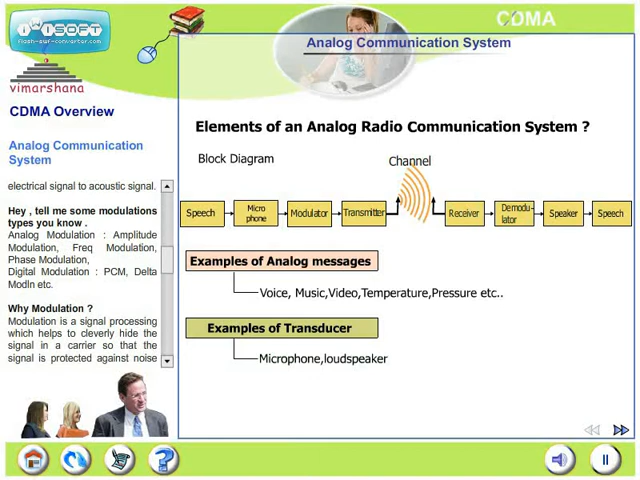 iWiSOFT
flash-swf-converter.com
CDMA
Analog Communication System
vimarshana
CDMA Overview
Analog Communication
System
electrical signal to acoustic signal.
Hey , tell me some modulations
types you know .
Analog Modulation : Amplitude
Modulation, Freq Modulation,
Phase Modulation,
Digital Modulation : PCM, Delta
Modln etc.
Why Modulation ?
Modulation is a signal processing
which helps to cleverly hide the
signal in a carrier so that the
signal is protected against noise
Elements of an Analog Radio Communication System ?
Block Diagram
Channel
Speech
Micro
phone
Modulator
Transmitter
Receiver
Demodu-
lator
Speaker
Speech
Examples of Analog messages
Voice, Music,Video,Temperature,Pressure etc..
Examples of Transducer
Microphone,loudspeaker